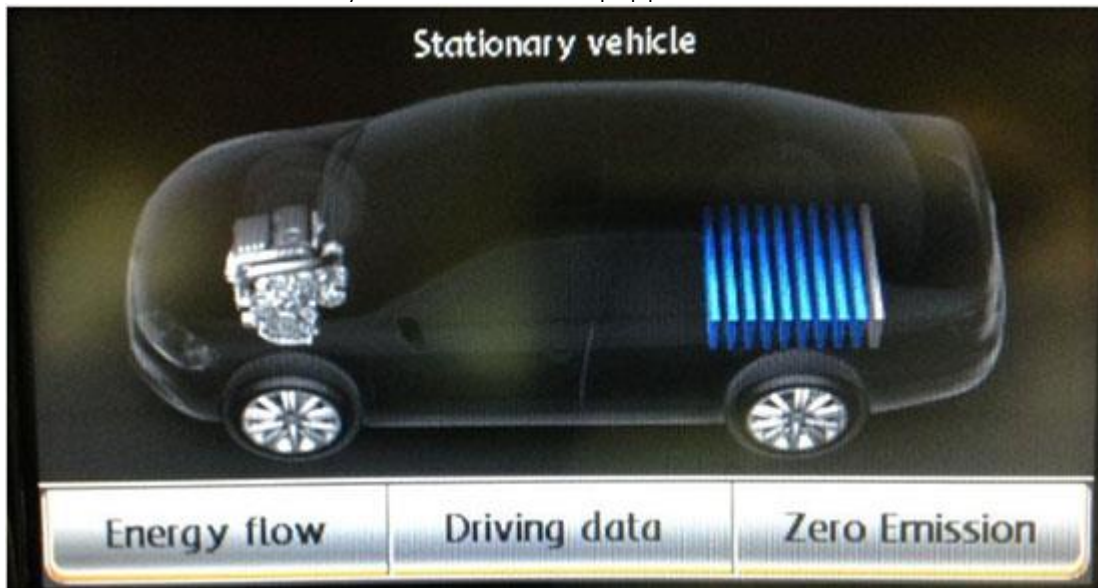 Stationary vehicle
Energy flow
Driving data
Zero Emission